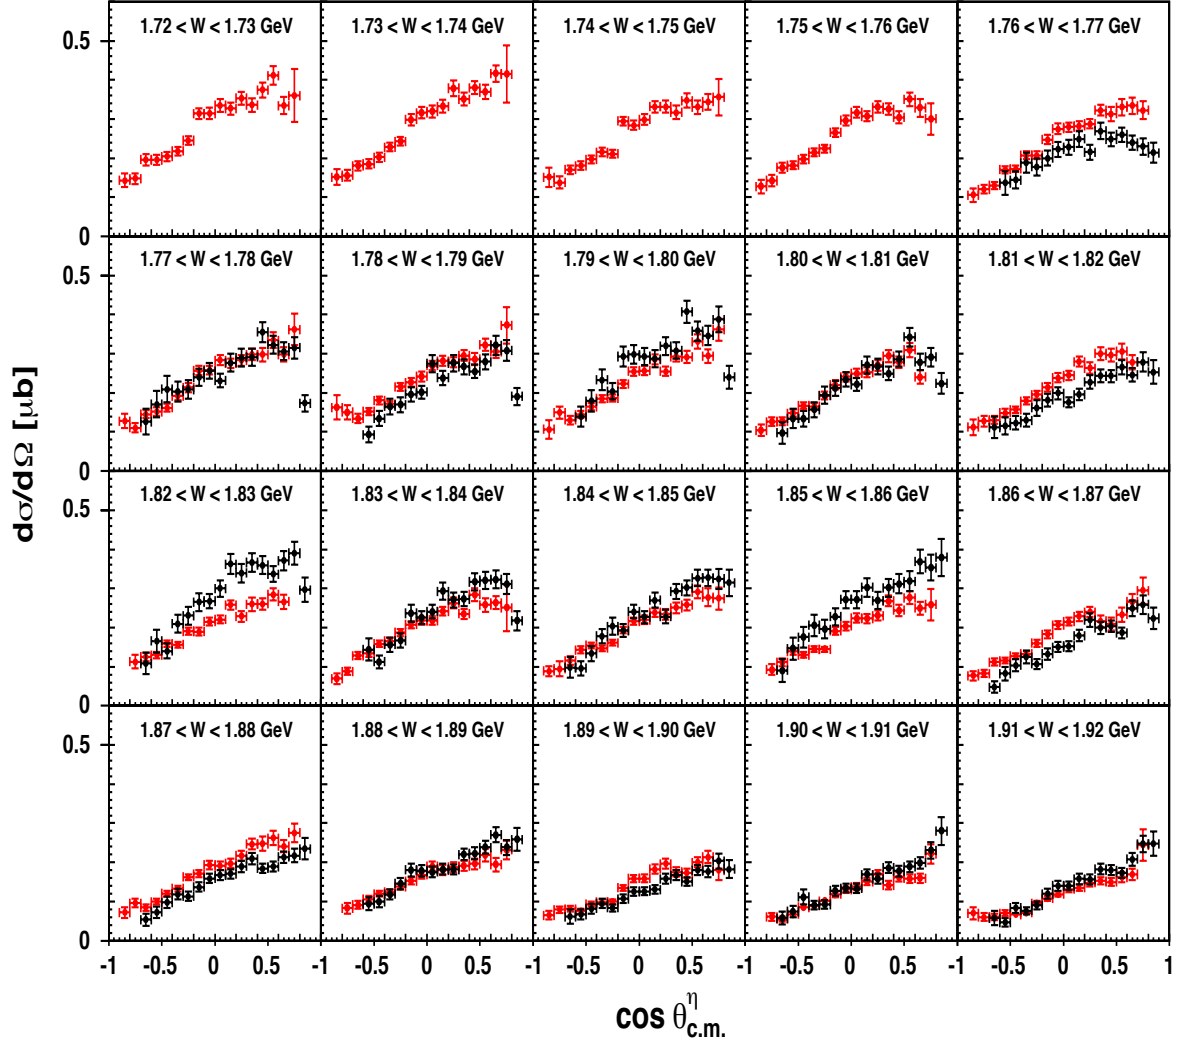 1.72 < W < 1.73 GeV
1.73 < W < 1.74 GeV
1.74 < W < 1.75 GeV
1.75 < W < 1.76 GeV
1.76 < W < 1.77 GeV
0.5
0
1.77 < W < 1.78 GeV
1.78 < W < 1.79 GeV
1.79 < W < 1.80 GeV
1.80 < W < 1.81 GeV
1.81 < W < 1.82 GeV
0.5
0
dσ/dΩ [μb]
1.82 < W < 1.83 GeV
1.83 < W < 1.84 GeV
1.84 < W < 1.85 GeV
1.85 < W < 1.86 GeV
1.86 < W < 1.87 GeV
0.5
0
1.87 < W < 1.88 GeV
1.88 < W < 1.89 GeV
1.89 < W < 1.90 GeV
1.90 < W < 1.91 GeV
1.91 < W < 1.92 GeV
0.5
0
-1 -0.5 0 0.5 -1 -0.5 0 0.5 -1 -0.5 0 0.5 -1 -0.5 0 0.5 -1 -0.5 0 0.5 1
cos θ^η_c.m.